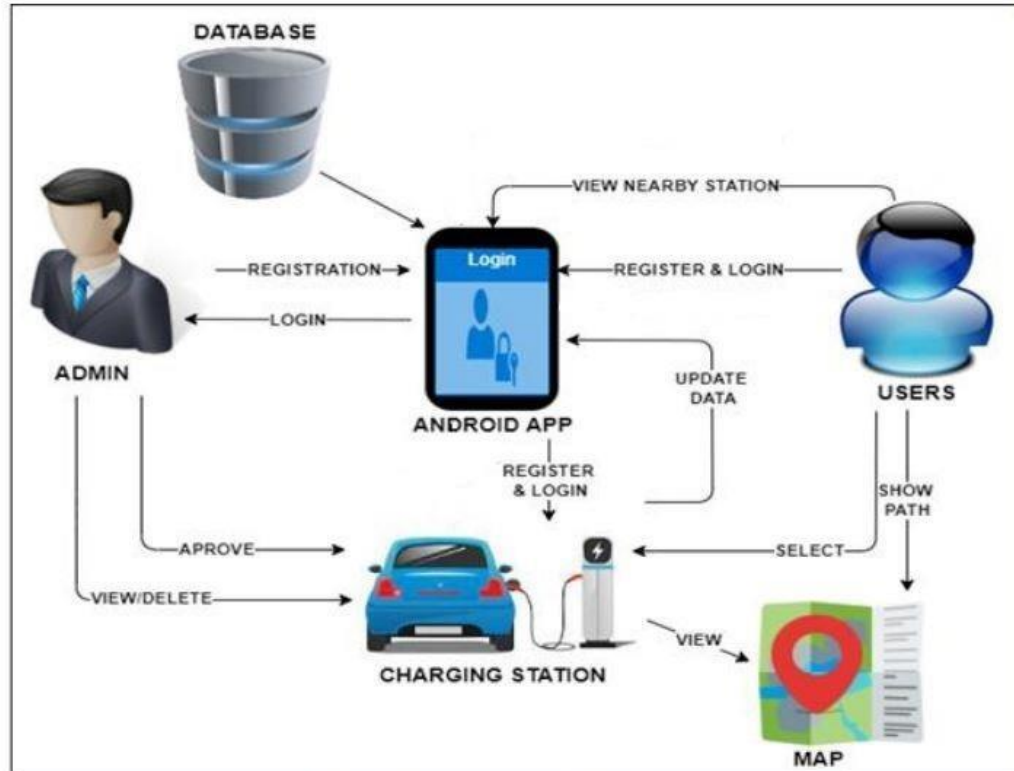 DATABASE
VIEW NEARBY STATION
Login
REGISTRATION
REGISTER & LOGIN
LOGIN
ADMIN
UPDATE
DATA
USERS
ANDROID APP
REGISTER
& LOGIN
SHOW
PATH
APROVE
SELECT
VIEW/DELETE
VIEW
CHARGING STATION
MAP